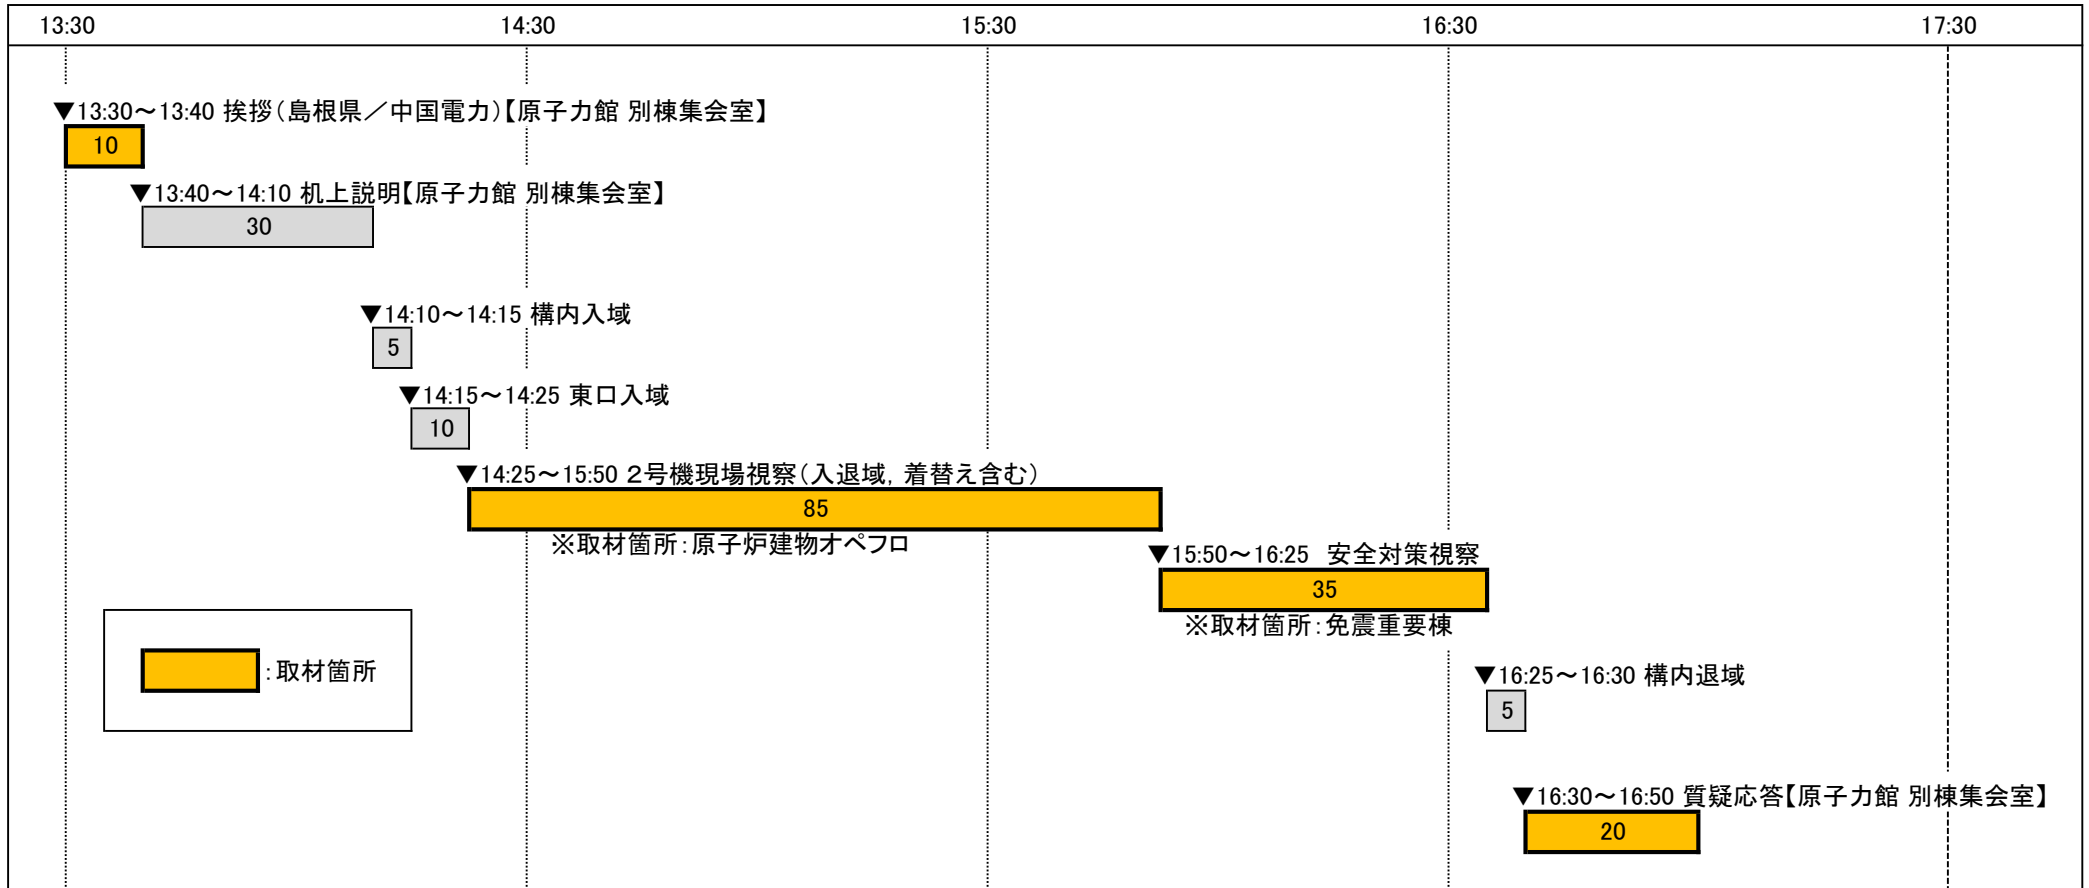 13:30 14:30 15:30 16:30 17:30
▼13:30～13:40 挨拶（島根県／中国電力）【原子力館 別棟集会室】
10
▼13:40～14:10 机上説明【原子力館 別棟集会室】
30
▼14:10～14:15 構内入域
5
▼14:15～14:25 東口入域
10
▼14:25～15:50 ２号機現場視察（入退域，着替え含む）
85
※取材箇所：原子炉建物オペフロ
▼15:50～16:25 安全対策視察
35
※取材箇所：免震重要棟
：取材箇所
▼16:25～16:30 構内退域
5
▼16:30～16:50 質疑応答【原子力館 別棟集会室】
20